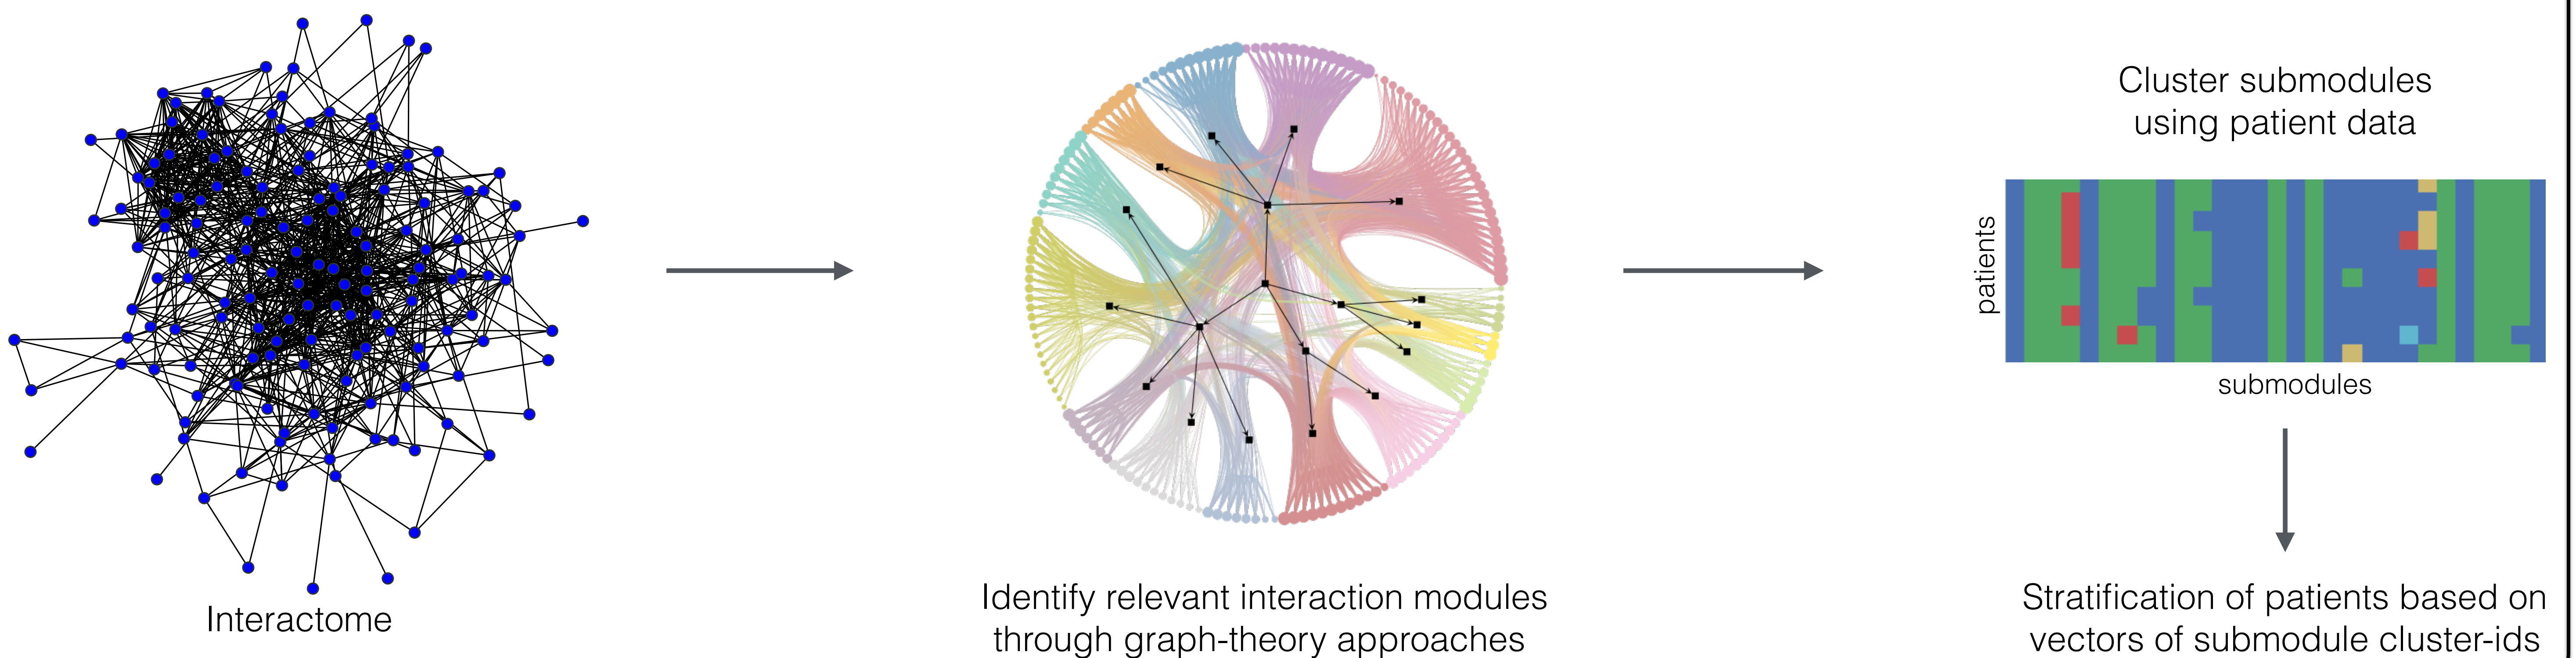 Interactome
Identify relevant interaction modules
through graph-theory approaches
Cluster submodules
using patient data
patients
submodules
Stratification of patients based on
vectors of submodule cluster-ids